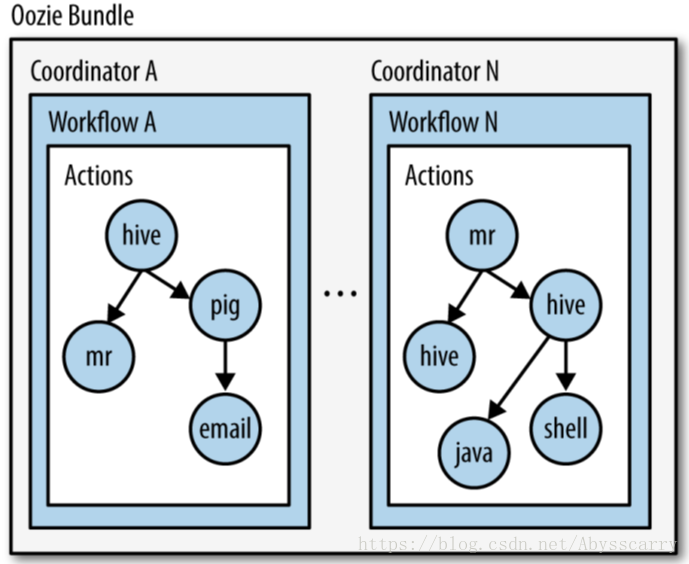 Oozie Bundle
Coordinator A
Workflow A
Actions
hive
pig
mr
email
...
Coordinator N
Workflow N
Actions
mr
hive
hive
shell
java
https://blog.csdn.net/Abysscarry